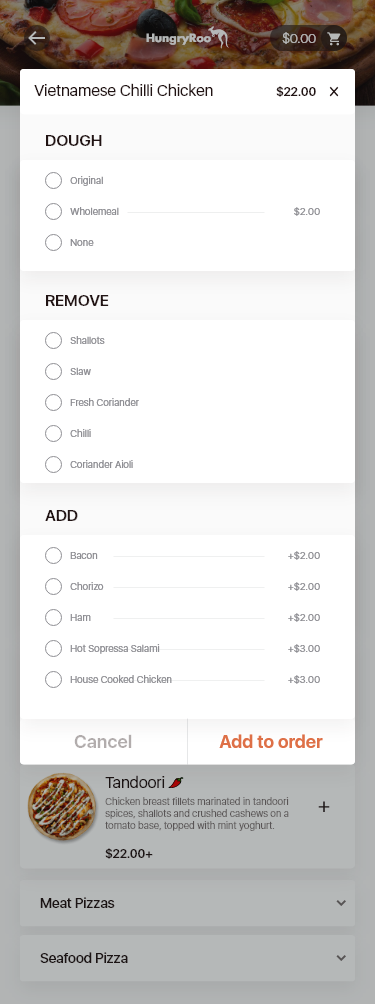 HungryRoo
$0.00
Vietnamese Chilli Chicken $22.00
DOUGH
Original
Wholemeal $2.00
None
REMOVE
Shallots
Slaw
Fresh Coriander
Chilli
Coriander Aioli
ADD
Bacon +$2.00
Chorizo +$2.00
Ham +$2.00
Hot Sopressa Salami +$3.00
House Cooked Chicken +$3.00
Cancel Add to order
Tandoori
Chicken breast fillets marinated in tandoori
spices, shallots and crushed cashews on a
tomato base, topped with mint yoghurt.
$22.00+
Meat Pizzas
Seafood Pizza